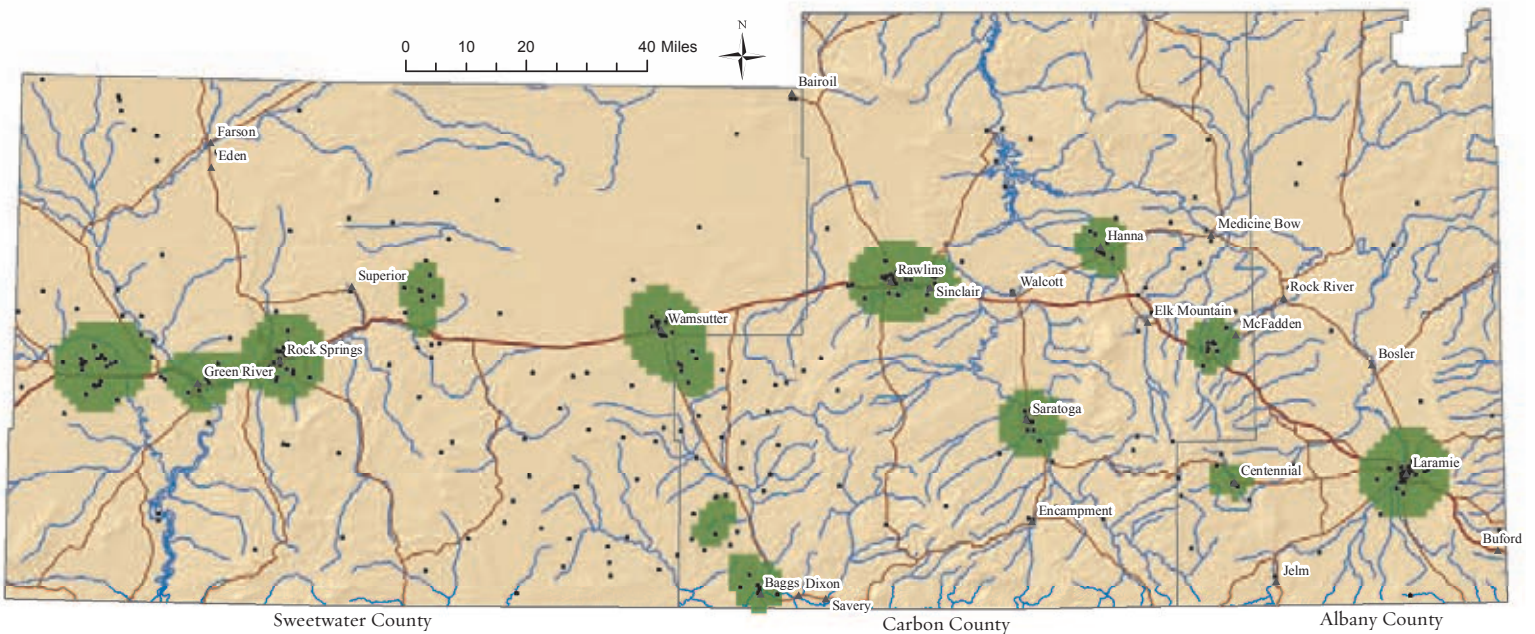 N
0 10 20 40 Miles
Bairoil
Farson
Eden
Medicine Bow
Hanna
Rawlins
Superior
Walcott
Sinclair
Rock River
Elk Mountain
Wamsutter
McFadden
Rock Springs
Bosler
Green River
Saratoga
Laramie
Centennial
Encampment
Buford
Jelm
Baggs
Dixon
Savery
Sweetwater County
Carbon County
Albany County